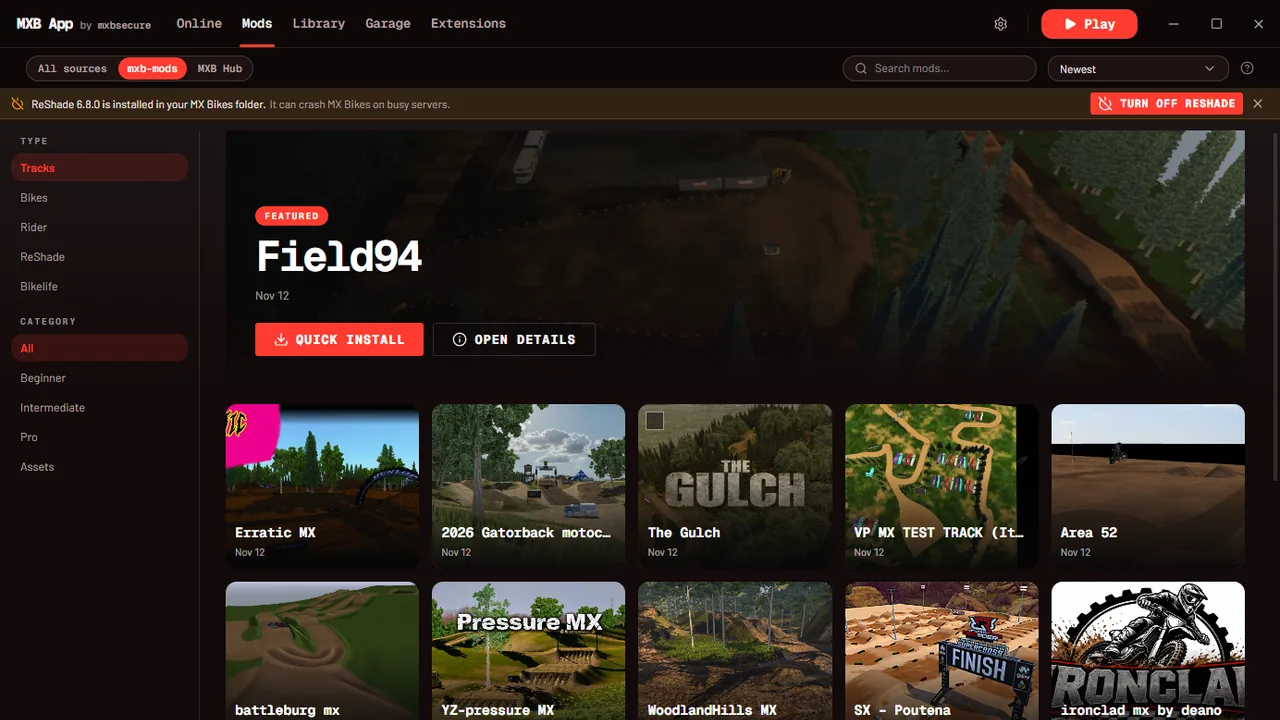 MXB App by mxbsecure
Online Mods Library Garage Extensions
Play
All sources mxb-mods MXB Hub
Search mods...
Newest
ReShade 6.8.0 is installed in your MX Bikes folder. It can crash MX Bikes on busy servers.
TURN OFF RESHADE
TYPE
Tracks
Bikes
Rider
ReShade
Bikelife
CATEGORY
All
Beginner
Intermediate
Pro
Assets
FEATURED
Field94
Nov 12
QUICK INSTALL
OPEN DETAILS
Erratic MX
Nov 12
2026 Gatorback motoc…
Nov 12
THE
GULCH
The Gulch
Nov 12
VP MX TEST TRACK (It…
Nov 12
Area 52
Nov 12
battleburg mx
Pressure MX
YZ-pressure MX
WoodlandHills MX
SUPERCROSS
FINISH
SX - Poutena
IRONCLA
ironclad mx by deano